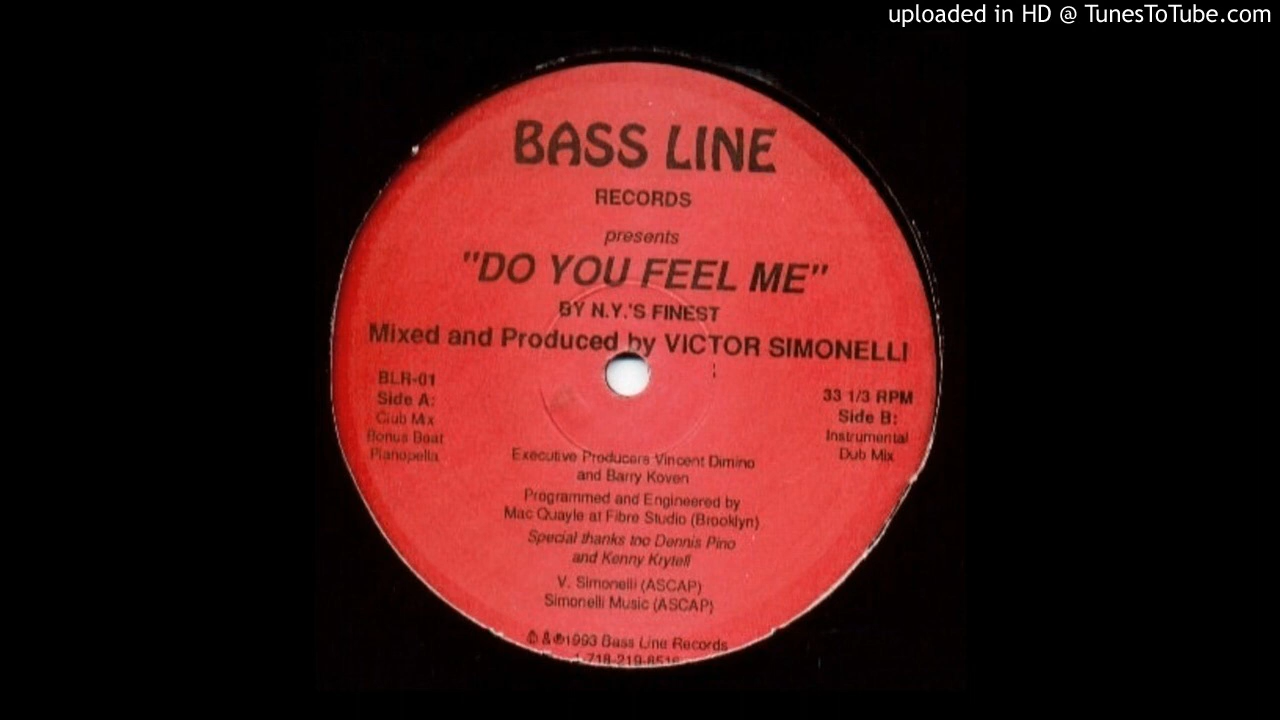 uploaded in HD @ TunesToTube.com
BASS LINE
RECORDS
presents
"DO YOU FEEL ME"
BY N.Y.'S FINEST
Mixed and Produced by VICTOR SIMONELLI
BLR-01
Side A:
Club Mix
Bonus Beat
Pianopella
33 1/3 RPM
Side B:
Instrumental
Dub Mix
Executive Producers Vincent Dimino
and Barry Koven
Programmed and Engineered by
Mac Quayle at Fibre Studio (Brooklyn)
Special thanks too Dennis Pino
and Kenny Krytell
V. Simonelli (ASCAP)
Simonelli Music (ASCAP)
© & ℗1993 Bass Line Records